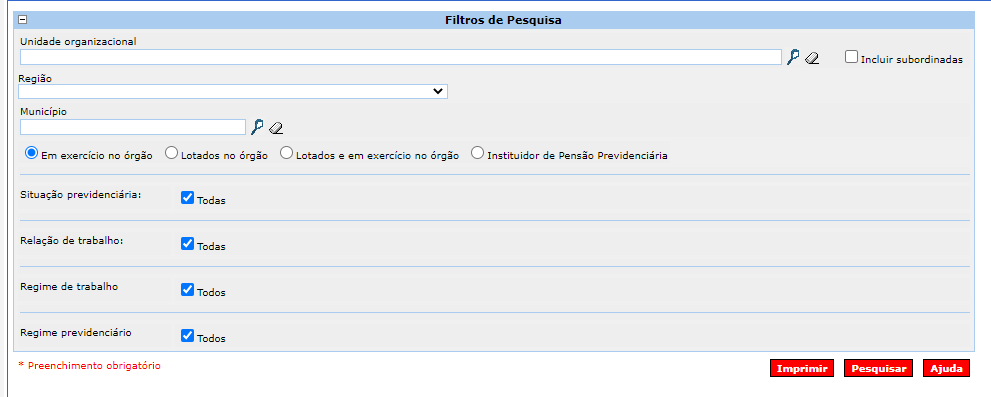 Filtros de Pesquisa
Unidade organizacional
Incluir subordinadas
Região
Município
Em exercício no órgão Lotados no órgão Lotados e em exercício no órgão Instituidor de Pensão Previdenciária
Situação previdenciária: Todas
Relação de trabalho: Todas
Regime de trabalho Todos
Regime previdenciário Todos
* Preenchimento obrigatório Imprimir Pesquisar Ajuda